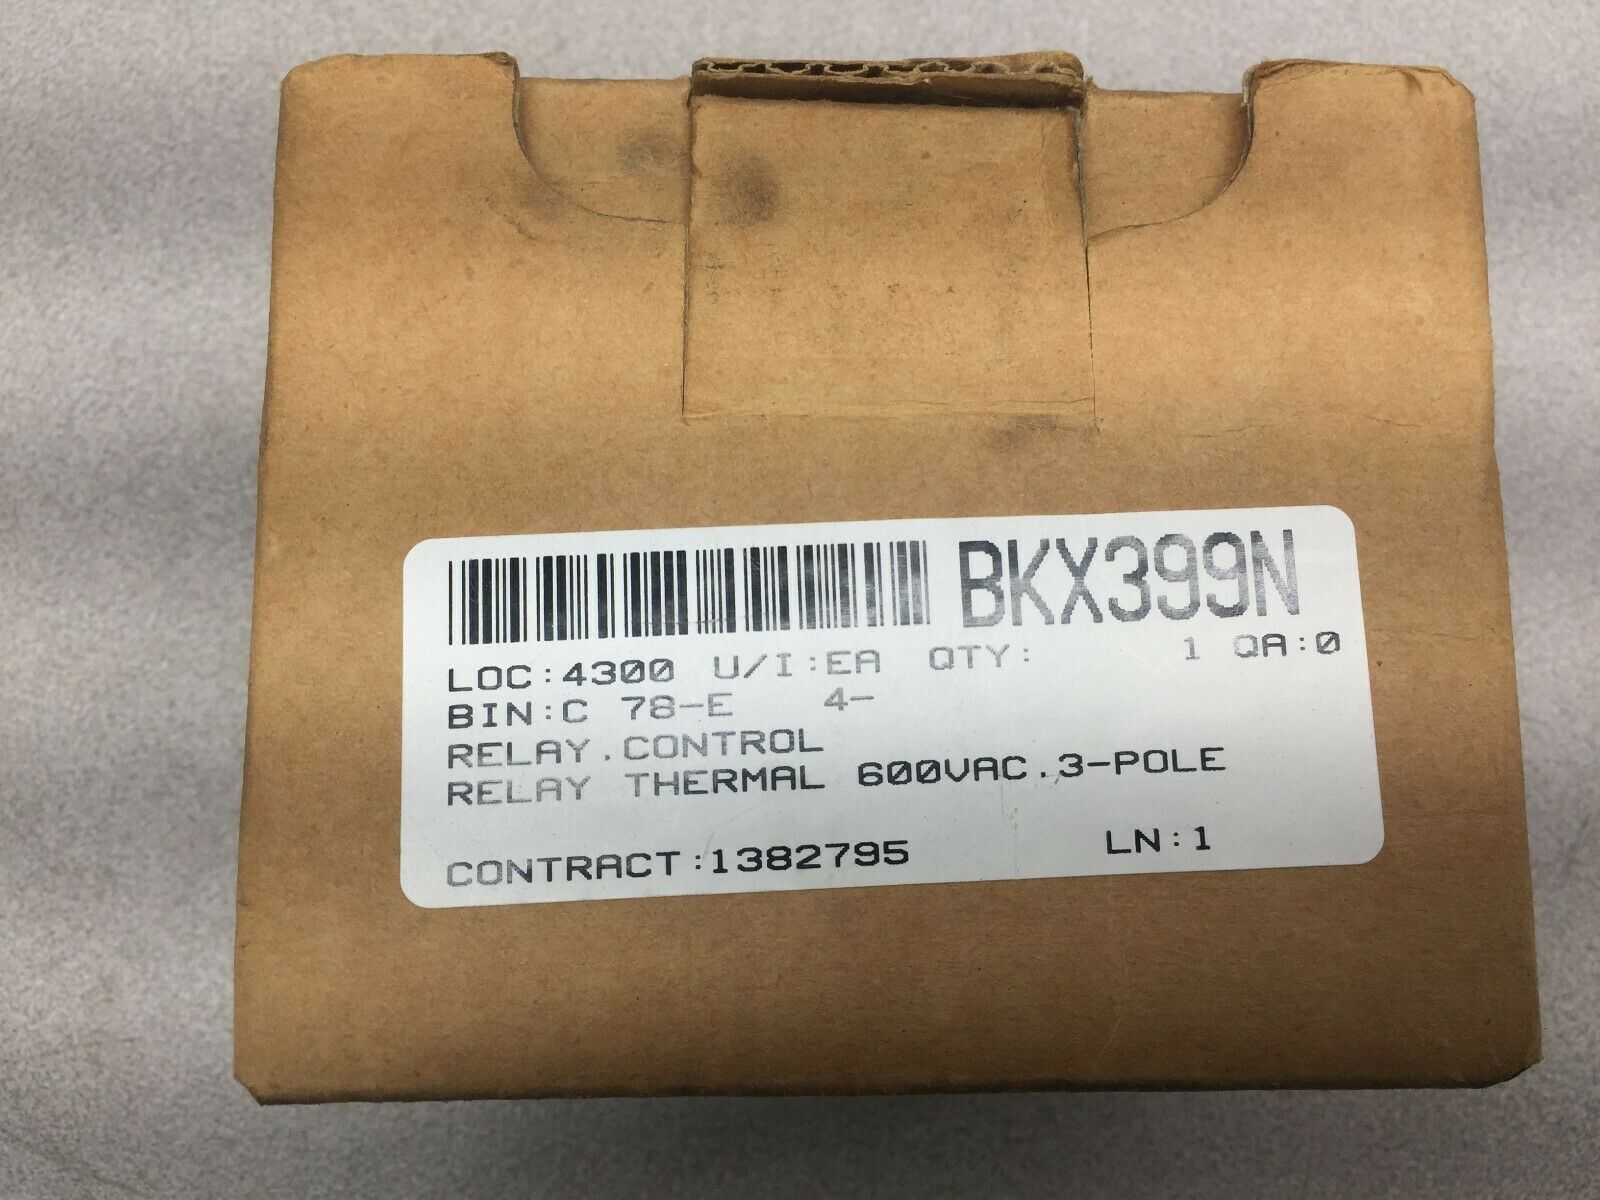 BKX399N
LOC:4300 U/I:EA QTY: 1 QA:0
BIN:C 78-E 4-
RELAY.CONTROL
RELAY THERMAL 600VAC.3-POLE
CONTRACT:1382795 LN:1